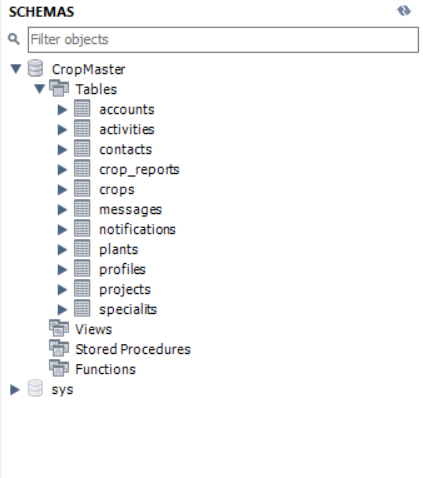 SCHEMAS
Filter objects
CropMaster
Tables
accounts
activities
contacts
crop_reports
crops
messages
notifications
plants
profiles
projects
specialits
Views
Stored Procedures
Functions
sys